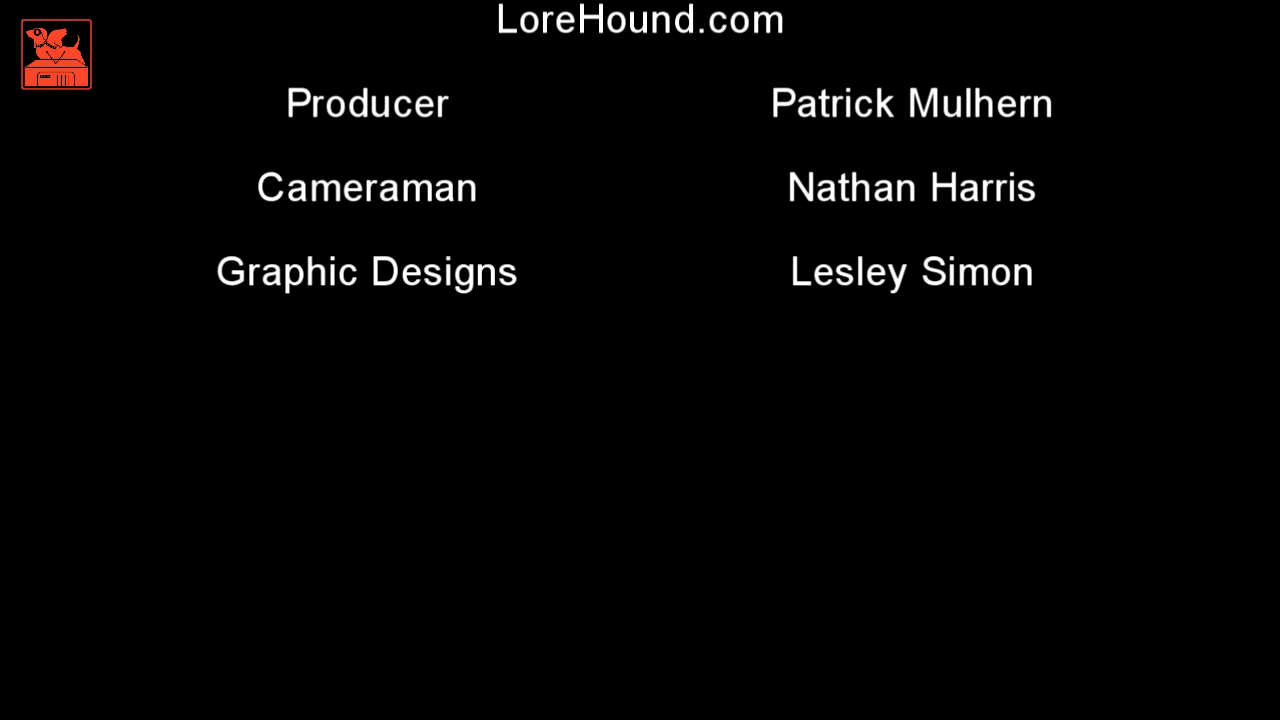 LoreHound.com
Producer Patrick Mulhern
Cameraman Nathan Harris
Graphic Designs Lesley Simon